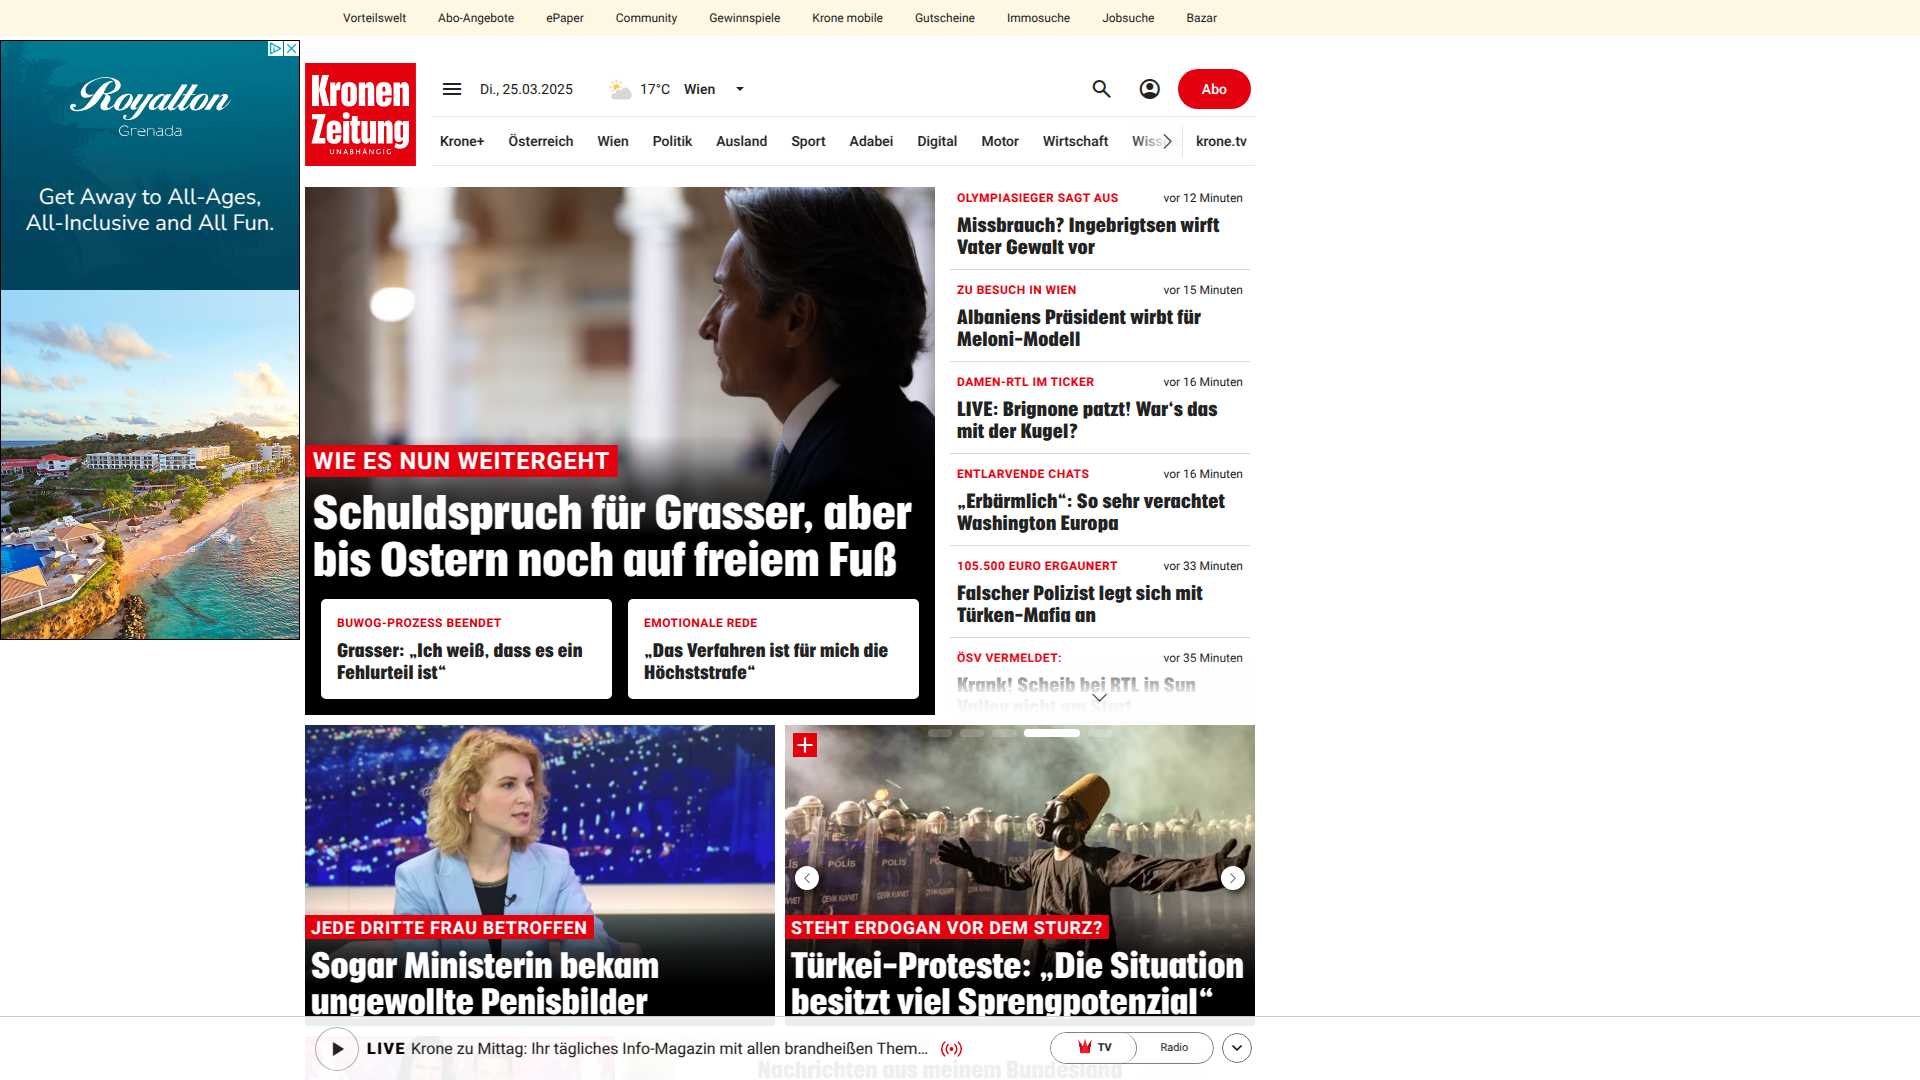 Vorteilswelt Abo-Angebote ePaper Community Gewinnspiele Krone mobile Gutscheine Immosuche Jobsuche Bazar
Royalton
Grenada
Get Away to All-Ages,
All-Inclusive and All Fun.
Kronen
Zeitung
UNABHÄNGIG
Di., 25.03.2025 17°C Wien
Abo
Krone+ Österreich Wien Politik Ausland Sport Adabei Digital Motor Wirtschaft krone.tv
WIE ES NUN WEITERGEHT
Schuldspruch für Grasser, aber
bis Ostern noch auf freiem Fuß
BUWOG-PROZESS BEENDET
Grasser: „Ich weiß, dass es ein
Fehlurteil ist“
EMOTIONALE REDE
„Das Verfahren ist für mich die
Höchststrafe“
OLYMPIASIEGER SAGT AUS vor 12 Minuten
Missbrauch? Ingebrigtsen wirft
Vater Gewalt vor
ZU BESUCH IN WIEN vor 15 Minuten
Albaniens Präsident wirbt für
Meloni-Modell
DAMEN-RTL IM TICKER vor 16 Minuten
LIVE: Brignone patzt! War‘s das
mit der Kugel?
ENTLARVENDE CHATS vor 16 Minuten
„Erbärmlich“: So sehr verachtet
Washington Europa
105.500 EURO ERGAUNERT vor 33 Minuten
Falscher Polizist legt sich mit
Türken-Mafia an
ÖSV VERMELDET: vor 35 Minuten
Krank! Scheib bei RTL in Sun
Valley nicht am Start
JEDE DRITTE FRAU BETROFFEN
Sogar Ministerin bekam
ungewollte Penisbilder
POLİS POLİS POLİS
ÇEVİK KUVVET ÇEVİK KUVVET
STEHT ERDOGAN VOR DEM STURZ?
Türkei-Proteste: „Die Situation
besitzt viel Sprengpotenzial“
LIVE Krone zu Mittag: Ihr tägliches Info-Magazin mit allen brandheißen Them...
TV Radio
Nachrichten aus meinem Bundesland